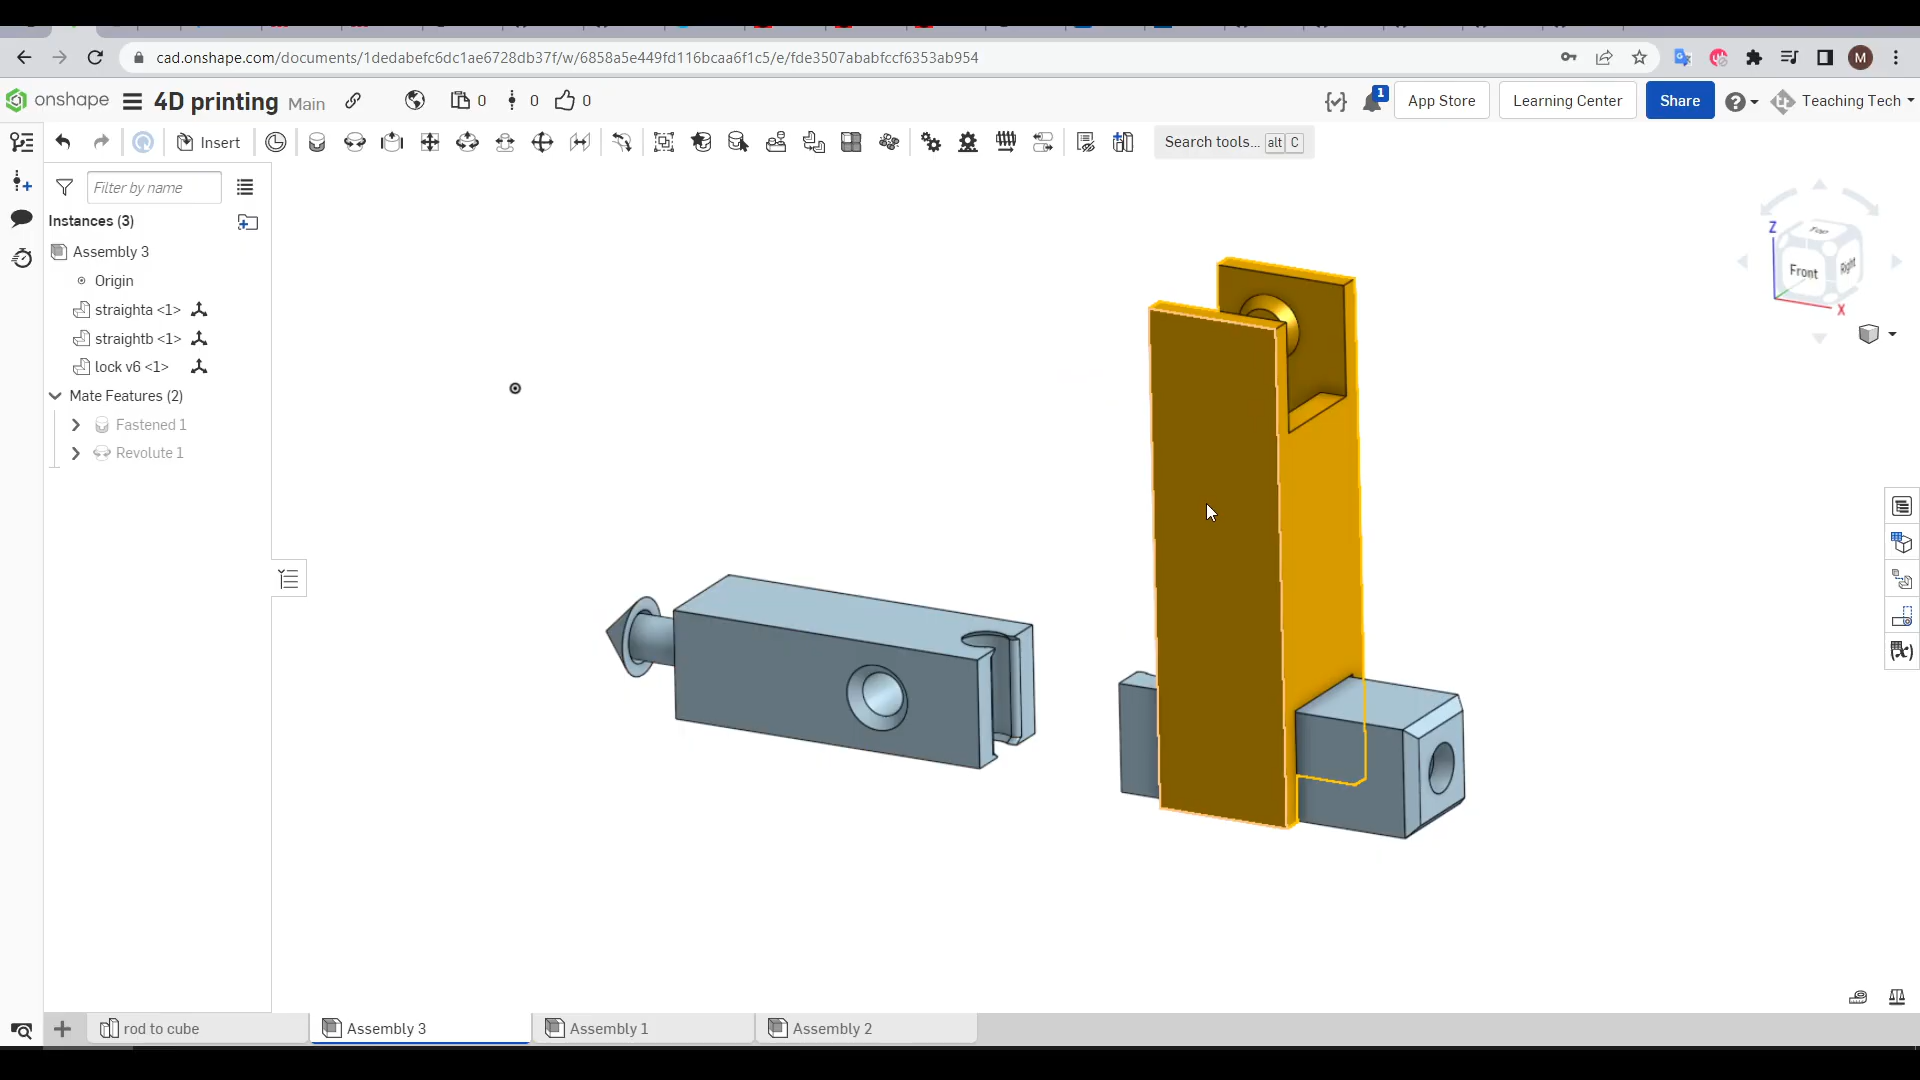 cad.onshape.com/documents/1dedabefc6dc1ae6728db37f/w/6858a5e449fd116bcaa6f1c5/e/fde3507ababfccf6353ab954
M
onshape 4D printing Main 0 0 0
1 App Store Learning Center Share Teaching Tech
Insert Search tools... alt C
Filter by name
Instances (3)
Assembly 3
Origin
straighta <1>
straightb <1>
lock v6 <1>
Mate Features (2)
Fastened 1
Revolute 1
Z
Top
Front
Right
X
rod to cube Assembly 3 Assembly 1 Assembly 2